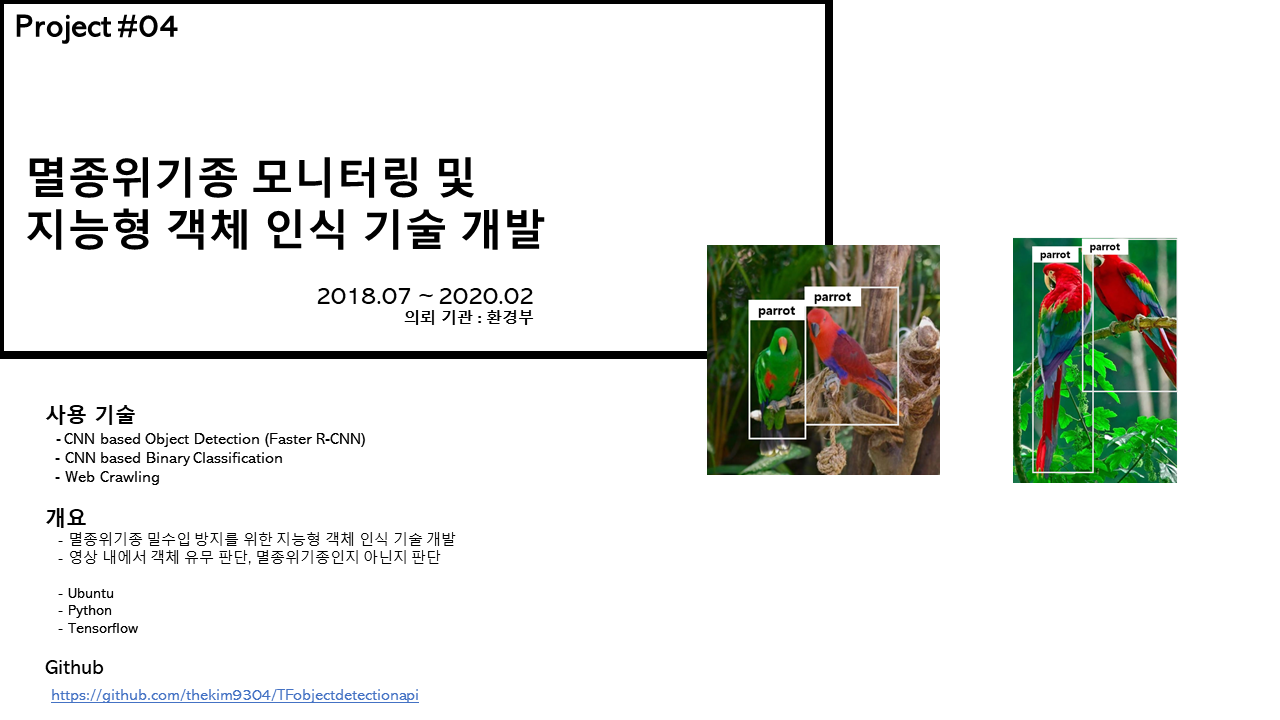 Project #04
멸종위기종 모니터링 및
지능형 객체 인식 기술 개발
2018.07 ~ 2020.02
의뢰 기관 : 환경부
parrot
parrot
parrot
parrot
사용 기술
- CNN based Object Detection (Faster R-CNN)
- CNN based Binary Classification
- Web Crawling
개요
- 멸종위기종 밀수입 방지를 위한 지능형 객체 인식 기술 개발
- 영상 내에서 객체 유무 판단, 멸종위기종인지 아닌지 판단
- Ubuntu
- Python
- Tensorflow
Github
https://github.com/thekim9304/TFobjectdetectionapi